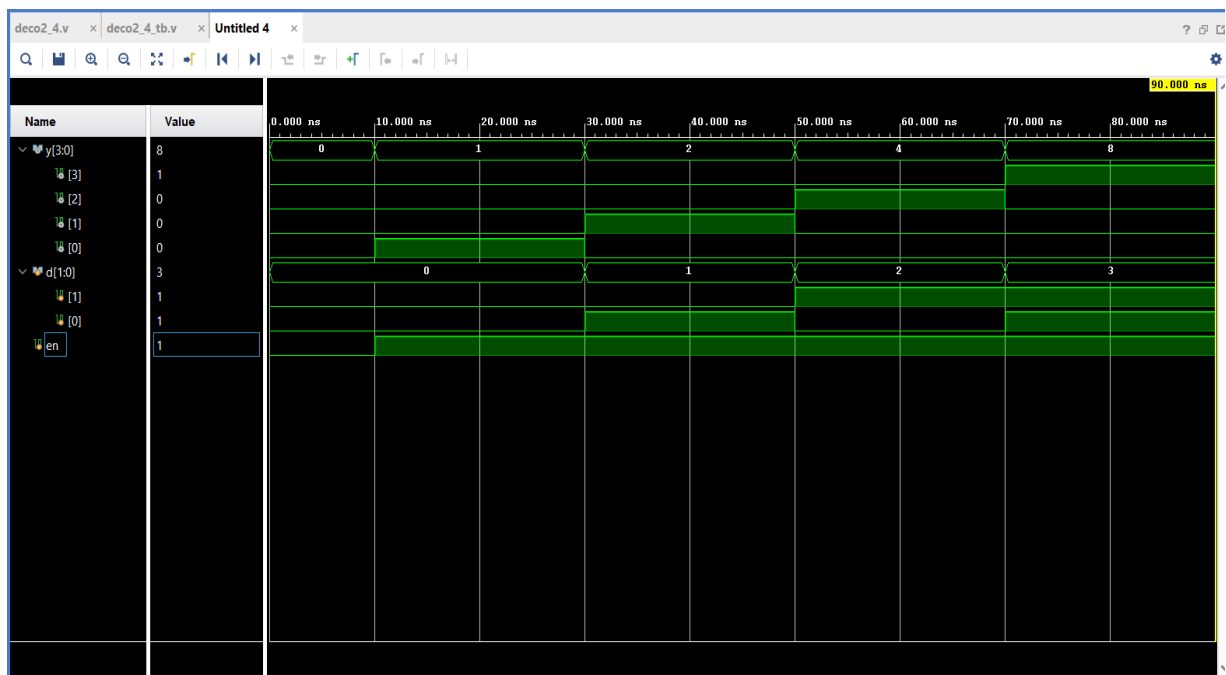 deco2_4.v × deco2_4_tb.v × Untitled 4 ×
?
90.000 ns
Name Value 0.000 ns 10.000 ns 20.000 ns 30.000 ns 40.000 ns 50.000 ns 60.000 ns 70.000 ns 80.000 ns
y[3:0] 8 0 1 2 4 8
[3] 1
[2] 0
[1] 0
[0] 0
d[1:0] 3 0 1 2 3
[1] 1
[0] 1
en 1